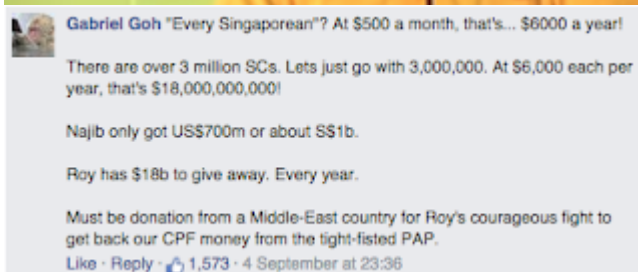 Gabriel Goh "Every Singaporean"? At $500 a month, that's... $6000 a year!
There are over 3 million SCs. Lets just go with 3,000,000. At $6,000 each per
year, that's $18,000,000,000!
Najib only got US$700m or about S$1b.
Roy has $18b to give away. Every year.
Must be donation from a Middle-East country for Roy's courageous fight to
get back our CPF money from the tight-fisted PAP.
Like · Reply · 1,573 · 4 September at 23:36